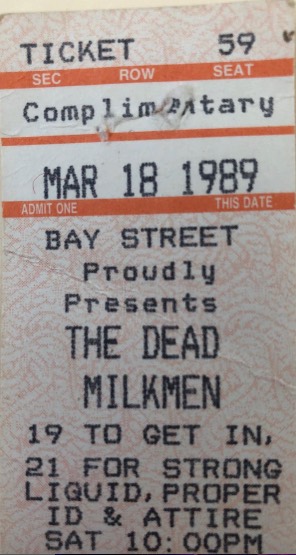 TICKET 59
SEC ROW SEAT
Complimentary
MAR 18 1989
ADMIT ONE THIS DATE
BAY STREET
Proudly
Presents
THE DEAD
MILKMEN
19 TO GET IN,
21 FOR STRONG
LIQUID, PROPER
ID & ATTIRE
SAT 10:00PM